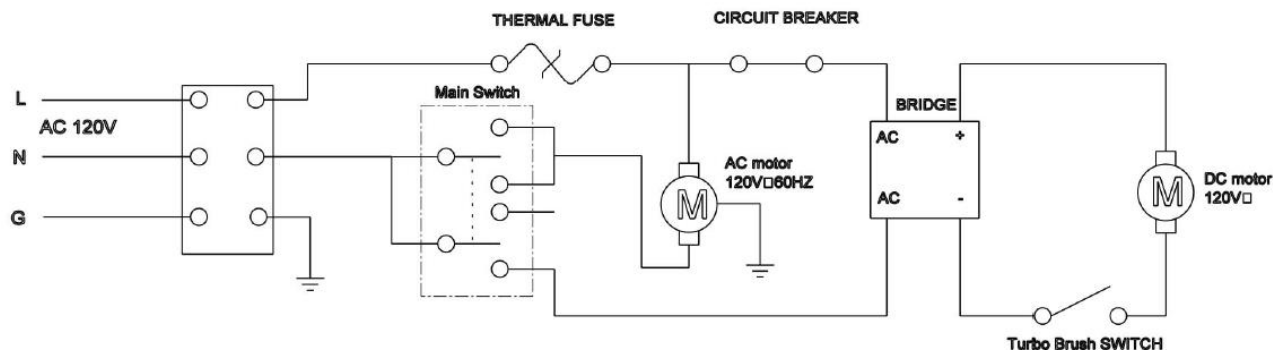 THERMAL FUSE
CIRCUIT BREAKER
L
AC 120V
N
G
Main Switch
M
AC motor
120V□60HZ
BRIDGE
AC +
AC -
M
DC motor
120V□
Turbo Brush SWITCH